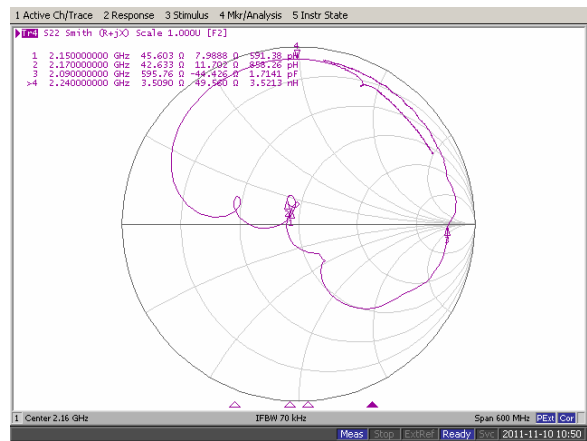 1 Active Ch/Trace 2 Response 3 Stimulus 4 Mkr/Analysis 5 Instr State
Tr4 S22 Smith (R+jX) Scale 1.000U [F2]
1 2.150000000 GHz 45.603 Ω 7.9888 Ω 591.38 pH
2 2.170000000 GHz 42.633 Ω 11.702 Ω 858.26 pH
3 2.090000000 GHz 595.76 Ω -44.426 Ω 1.7141 pF
>4 2.240000000 GHz 3.5090 Ω 49.560 Ω 3.5213 nH
4
1
3
1 Center 2.16 GHz IFBW 70 kHz Span 600 MHz PExt Cor
Meas Stop ExtRef Ready Svc 2011-11-10 10:50